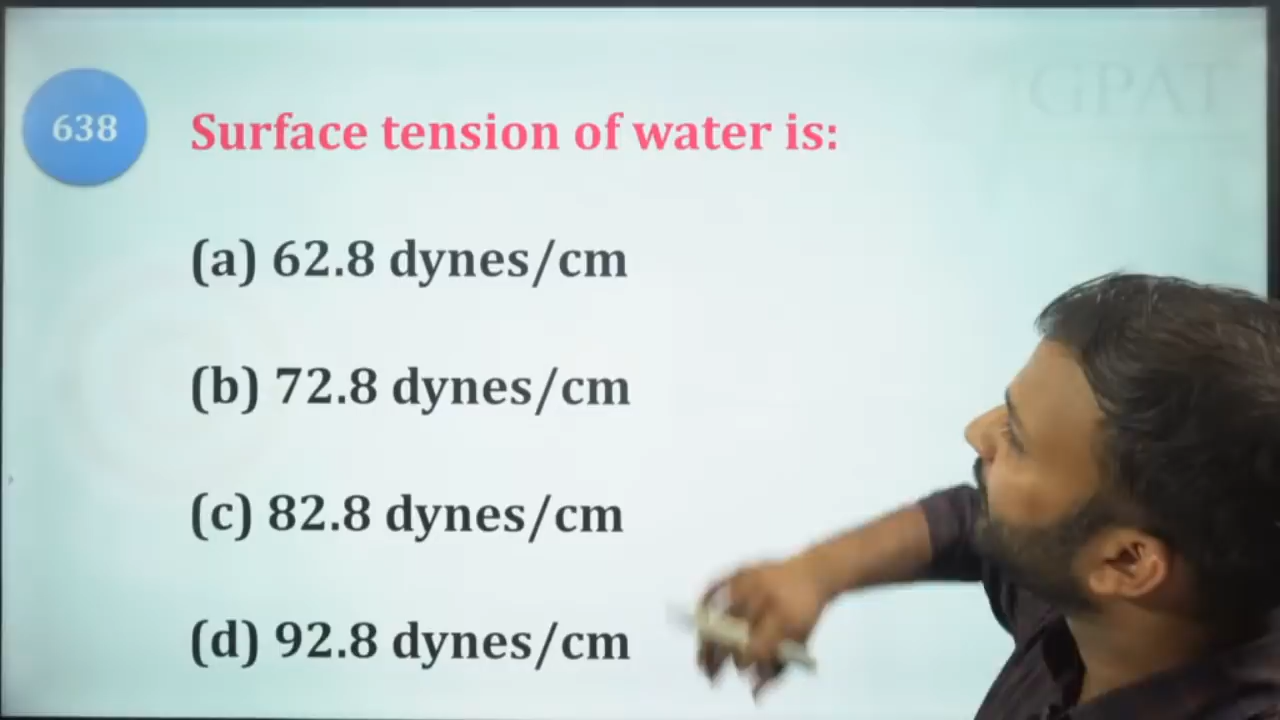 GPAT
638
Surface tension of water is:
(a) 62.8 dynes/cm
(b) 72.8 dynes/cm
(c) 82.8 dynes/cm
(d) 92.8 dynes/cm